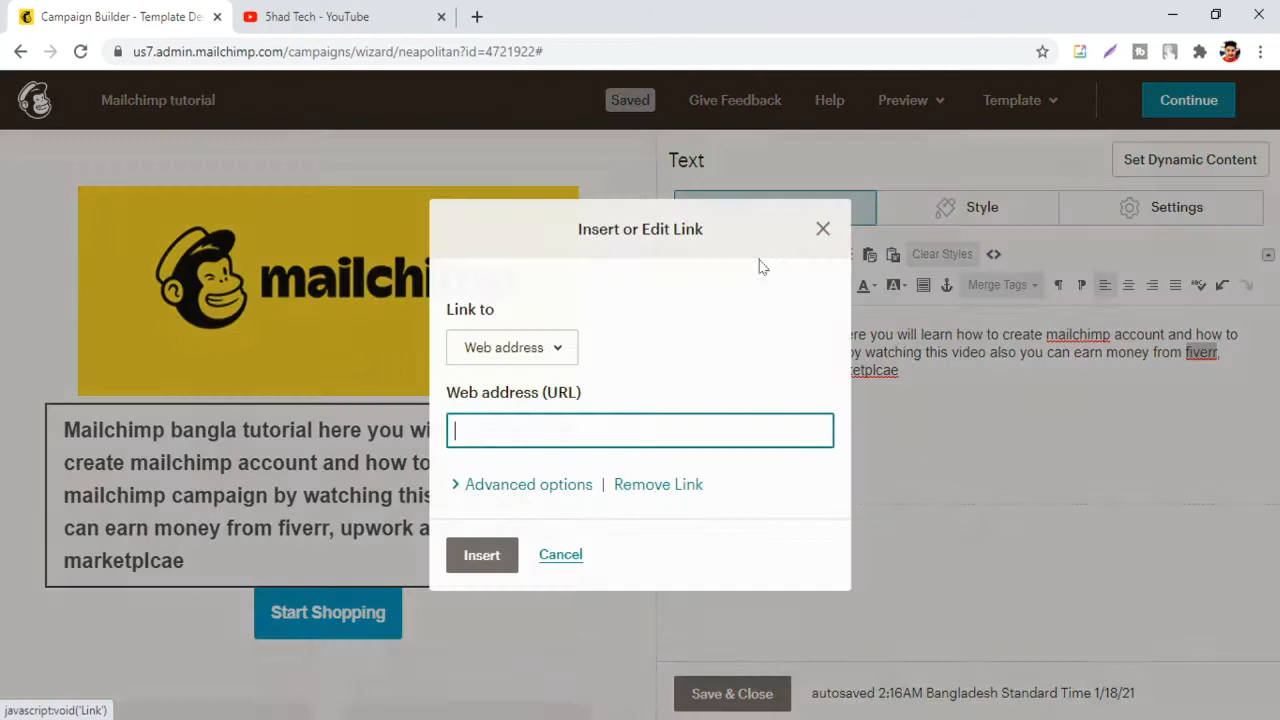 Campaign Builder - Template De
5had Tech - YouTube
us7.admin.mailchimp.com/campaigns/wizard/neapolitan?id=4721922#
Mailchimp tutorial
Saved
Give Feedback
Help
Preview
Template
Continue
Text
Set Dynamic Content
Style
Settings
Clear Styles
Merge Tags
mailchi
Insert or Edit Link
Link to
Web address
Web address (URL)
Advanced options | Remove Link
Insert
Cancel
ere you will learn how to create mailchimp account and how to
by watching this video also you can earn money from fiverr,
etplcae
Mailchimp bangla tutorial here you wi
create mailchimp account and how to
mailchimp campaign by watching this
can earn money from fiverr, upwork a
marketplcae
Start Shopping
Save & Close
autosaved 2:16AM Bangladesh Standard Time 1/18/21
javascript:void('Link')